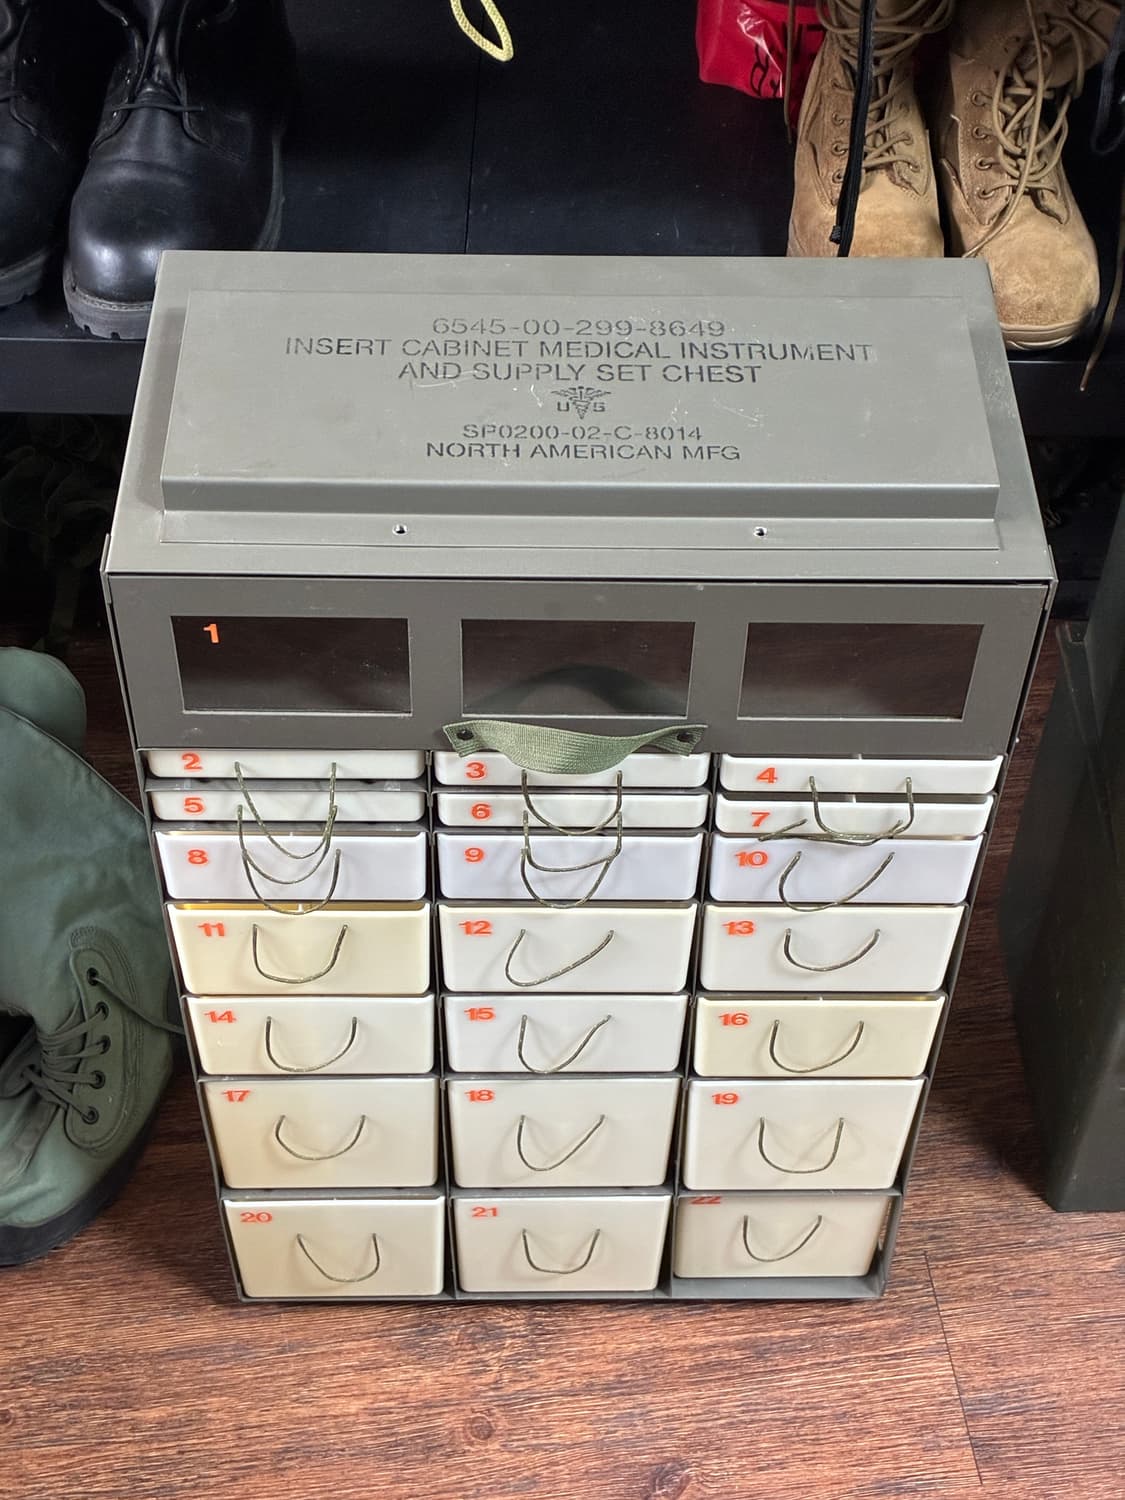 6545-00-299-8649
INSERT CABINET MEDICAL INSTRUMENT
AND SUPPLY SET CHEST
U S
SP0200-02-C-8014
NORTH AMERICAN MFG
1
2 3 4
5 6 7
8 9 10
11 12 13
14 15 16
17 18 19
20 21 22